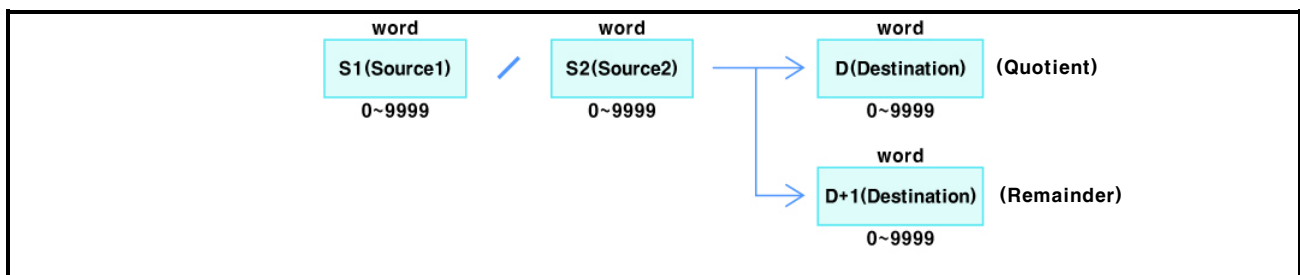 word word word
S1(Source1) / S2(Source2) D(Destination) (Quotient)
0~9999 0~9999 0~9999
word
D+1(Destination) (Remainder)
0~9999